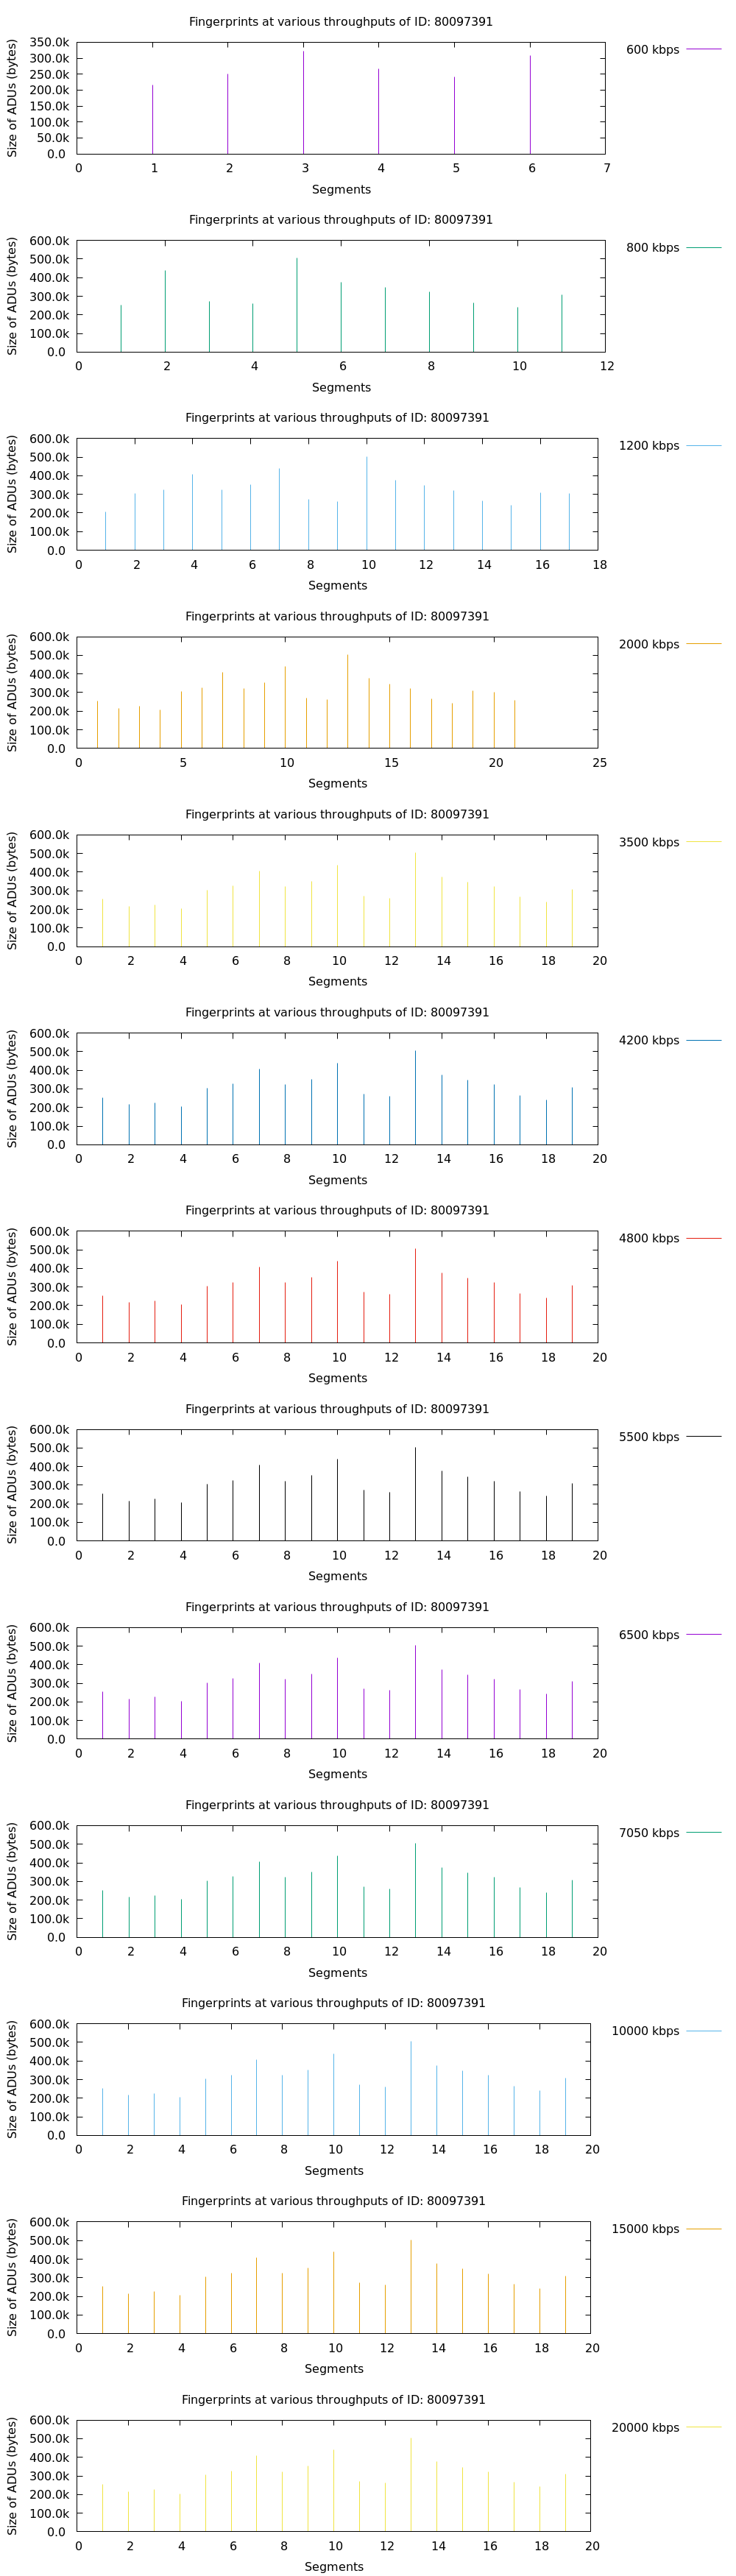 Fingerprints at various throughputs of ID: 80097391
600 kbps
Size of ADUs (bytes)
350.0k
300.0k
250.0k
200.0k
150.0k
100.0k
50.0k
0.0
0 1 2 3 4 5 6 7
Segments
Fingerprints at various throughputs of ID: 80097391
800 kbps
Size of ADUs (bytes)
600.0k
500.0k
400.0k
300.0k
200.0k
100.0k
0.0
0 2 4 6 8 10 12
Segments
Fingerprints at various throughputs of ID: 80097391
1200 kbps
Size of ADUs (bytes)
600.0k
500.0k
400.0k
300.0k
200.0k
100.0k
0.0
0 2 4 6 8 10 12 14 16 18
Segments
Fingerprints at various throughputs of ID: 80097391
2000 kbps
Size of ADUs (bytes)
600.0k
500.0k
400.0k
300.0k
200.0k
100.0k
0.0
0 5 10 15 20 25
Segments
Fingerprints at various throughputs of ID: 80097391
3500 kbps
Size of ADUs (bytes)
600.0k
500.0k
400.0k
300.0k
200.0k
100.0k
0.0
0 2 4 6 8 10 12 14 16 18 20
Segments
Fingerprints at various throughputs of ID: 80097391
4200 kbps
Size of ADUs (bytes)
600.0k
500.0k
400.0k
300.0k
200.0k
100.0k
0.0
0 2 4 6 8 10 12 14 16 18 20
Segments
Fingerprints at various throughputs of ID: 80097391
4800 kbps
Size of ADUs (bytes)
600.0k
500.0k
400.0k
300.0k
200.0k
100.0k
0.0
0 2 4 6 8 10 12 14 16 18 20
Segments
Fingerprints at various throughputs of ID: 80097391
5500 kbps
Size of ADUs (bytes)
600.0k
500.0k
400.0k
300.0k
200.0k
100.0k
0.0
0 2 4 6 8 10 12 14 16 18 20
Segments
Fingerprints at various throughputs of ID: 80097391
6500 kbps
Size of ADUs (bytes)
600.0k
500.0k
400.0k
300.0k
200.0k
100.0k
0.0
0 2 4 6 8 10 12 14 16 18 20
Segments
Fingerprints at various throughputs of ID: 80097391
7050 kbps
Size of ADUs (bytes)
600.0k
500.0k
400.0k
300.0k
200.0k
100.0k
0.0
0 2 4 6 8 10 12 14 16 18 20
Segments
Fingerprints at various throughputs of ID: 80097391
10000 kbps
Size of ADUs (bytes)
600.0k
500.0k
400.0k
300.0k
200.0k
100.0k
0.0
0 2 4 6 8 10 12 14 16 18 20
Segments
Fingerprints at various throughputs of ID: 80097391
15000 kbps
Size of ADUs (bytes)
600.0k
500.0k
400.0k
300.0k
200.0k
100.0k
0.0
0 2 4 6 8 10 12 14 16 18 20
Segments
Fingerprints at various throughputs of ID: 80097391
20000 kbps
Size of ADUs (bytes)
600.0k
500.0k
400.0k
300.0k
200.0k
100.0k
0.0
0 2 4 6 8 10 12 14 16 18 20
Segments